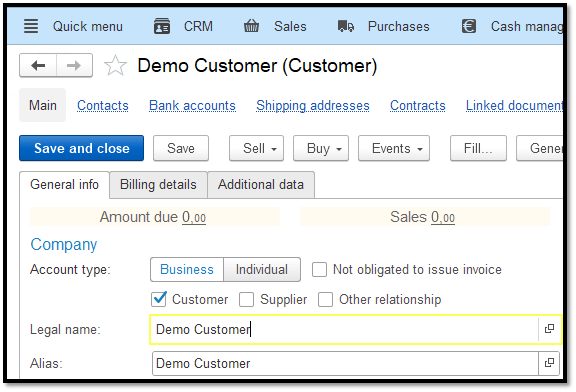 Quick menu CRM Sales Purchases € Cash manag
Demo Customer (Customer)
Main Contacts Bank accounts Shipping addresses Contracts Linked document
Save and close Save Sell Buy Events Fill... Gener
General info Billing details Additional data
Amount due 0,00 Sales 0,00
Company
Account type: Business Individual Not obligated to issue invoice
Customer Supplier Other relationship
Legal name: Demo Customer
Alias: Demo Customer